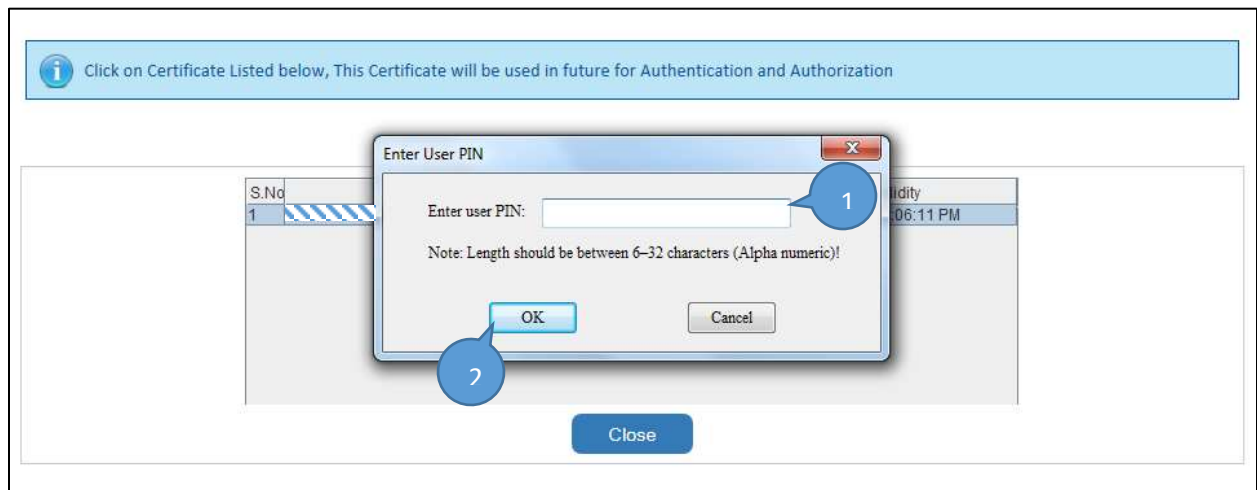 Click on Certificate Listed below, This Certificate will be used in future for Authentication and Authorization
Enter User PIN
S.No
lidity
1
:06:11 PM
Enter user PIN:
1
Note: Length should be between 6–32 characters (Alpha numeric)!
OK
Cancel
2
Close